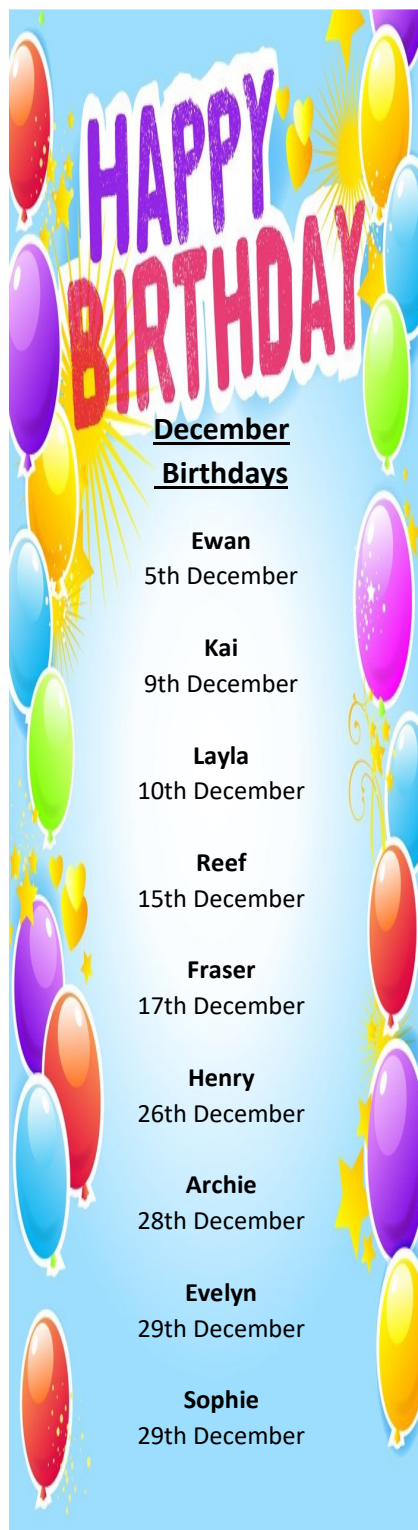 HAPPY
BIRTHDAY
December
Birthdays
Ewan
5th December
Kai
9th December
Layla
10th December
Reef
15th December
Fraser
17th December
Henry
26th December
Archie
28th December
Evelyn
29th December
Sophie
29th December